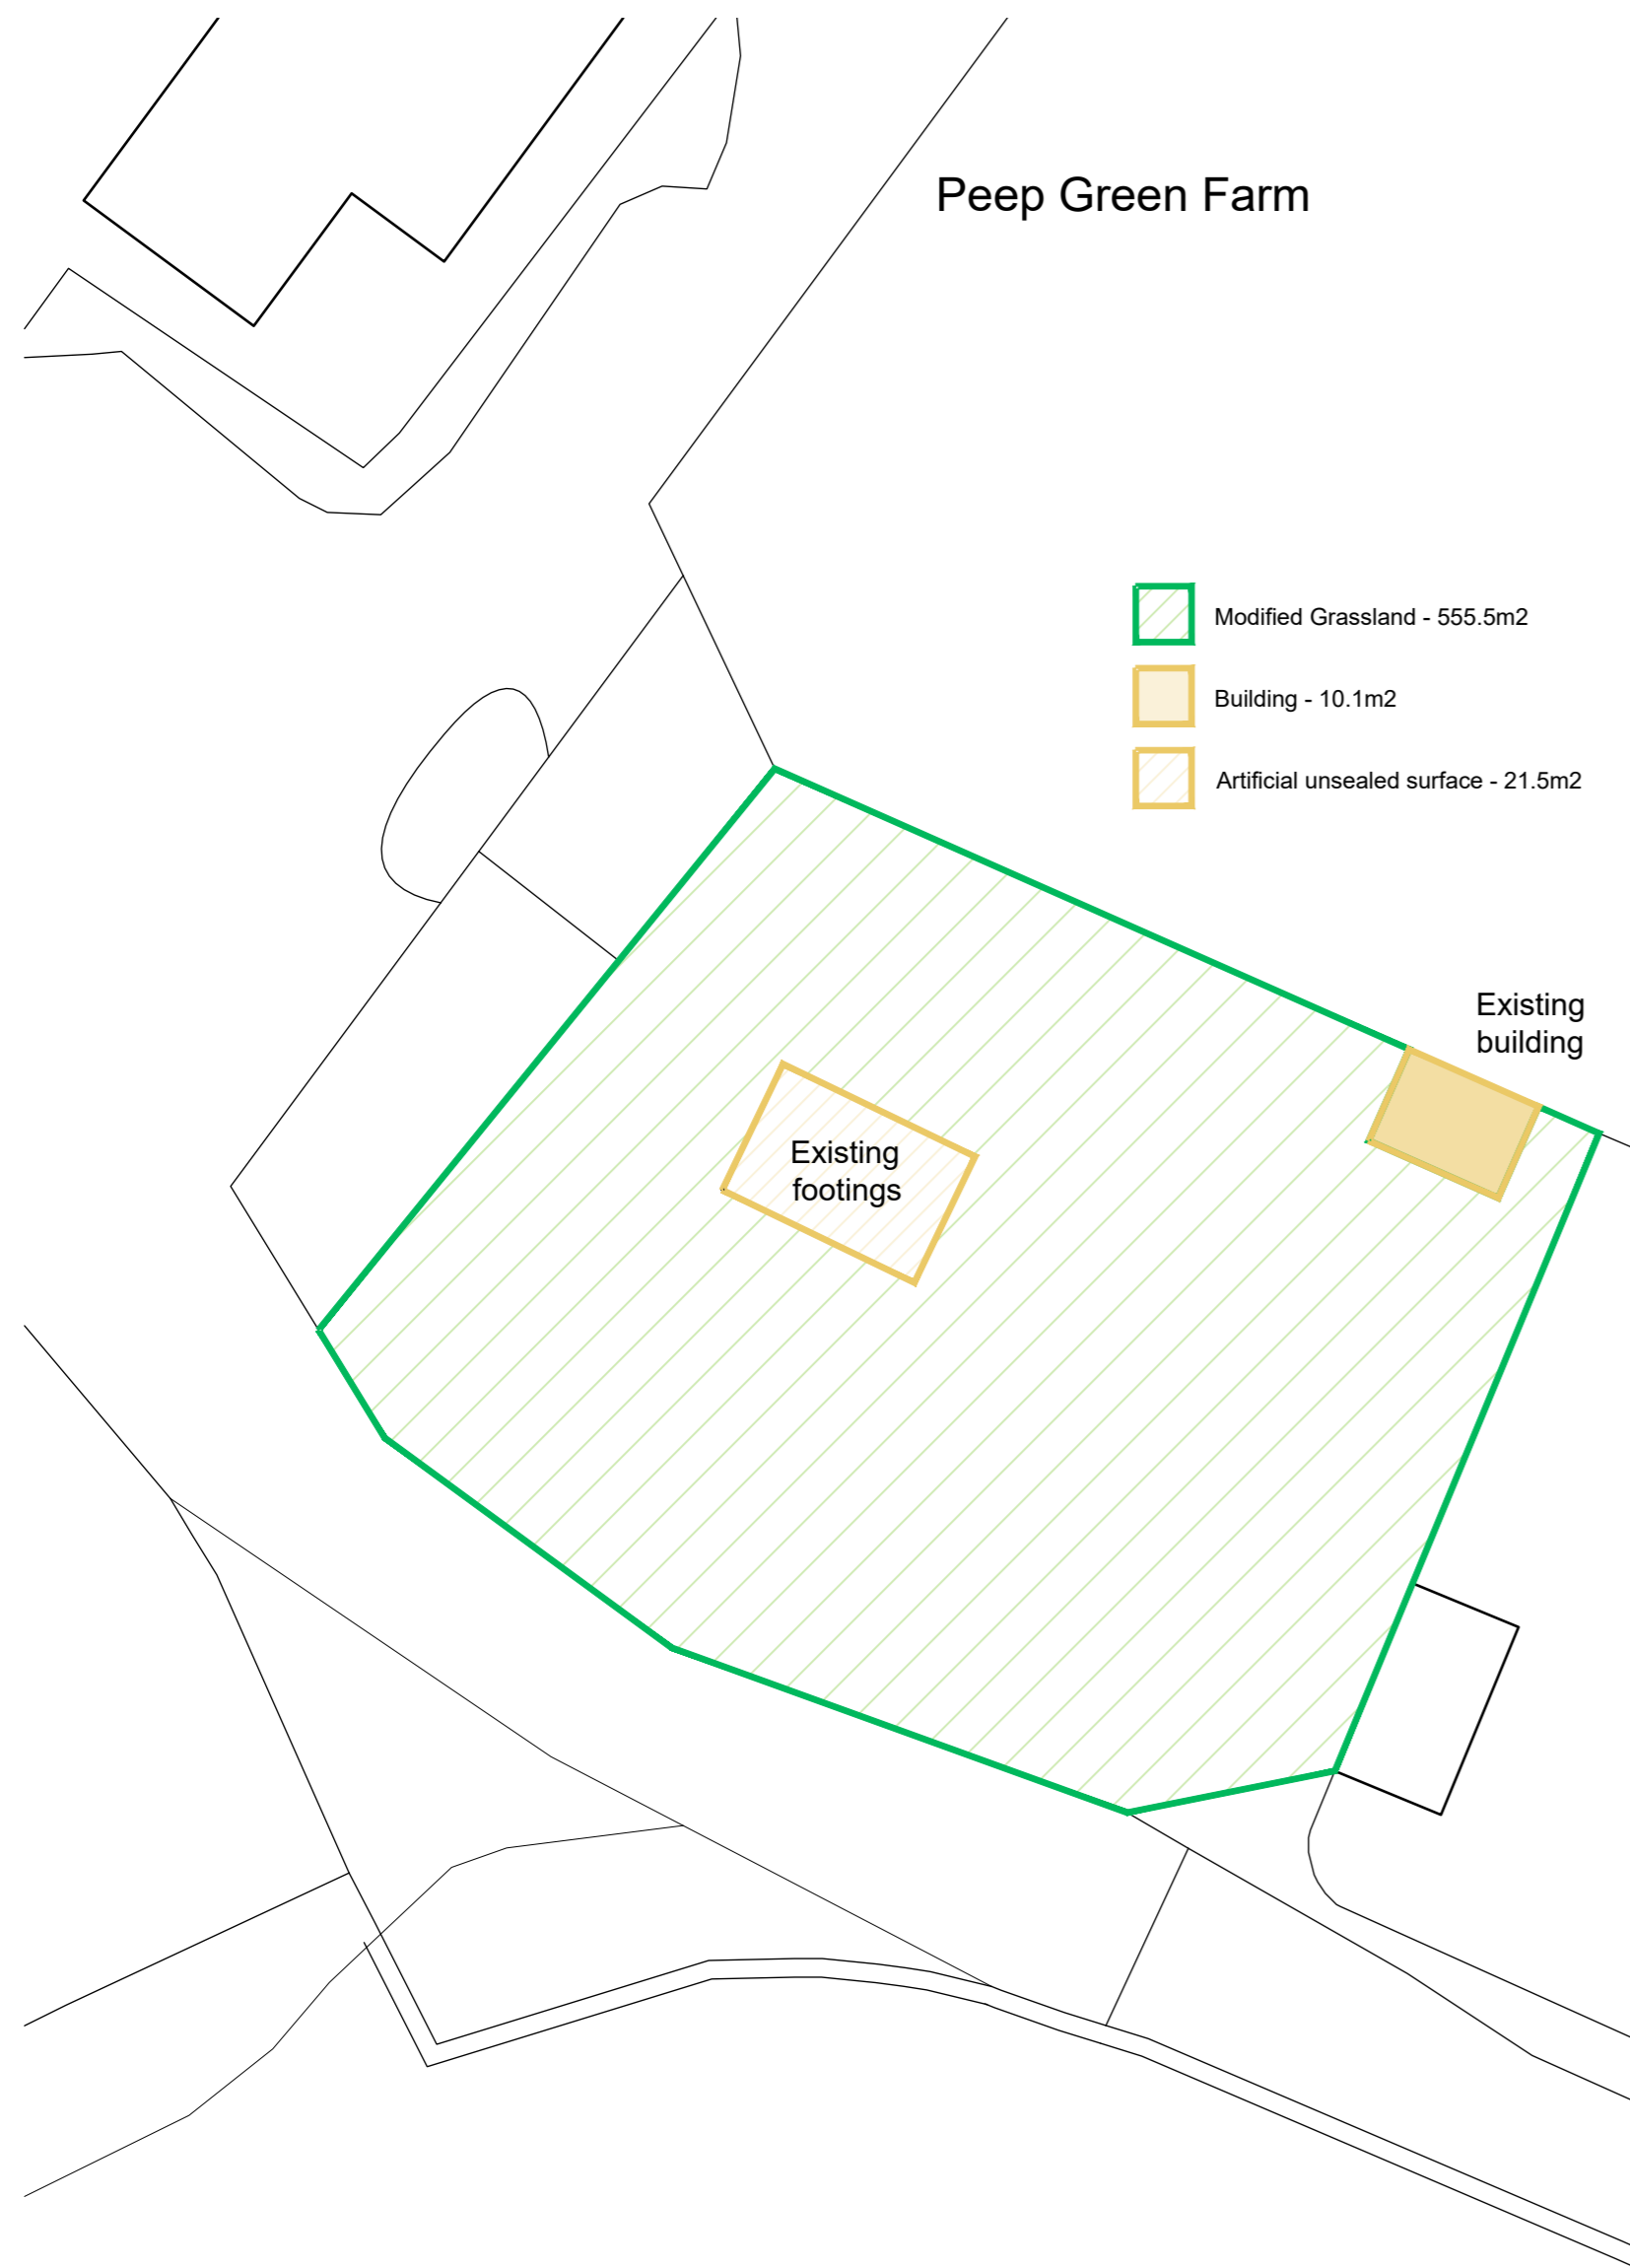 Peep Green Farm
Modified Grassland - 555.5m2
Building - 10.1m2
Artificial unsealed surface - 21.5m2
Existing
building
Existing
footings